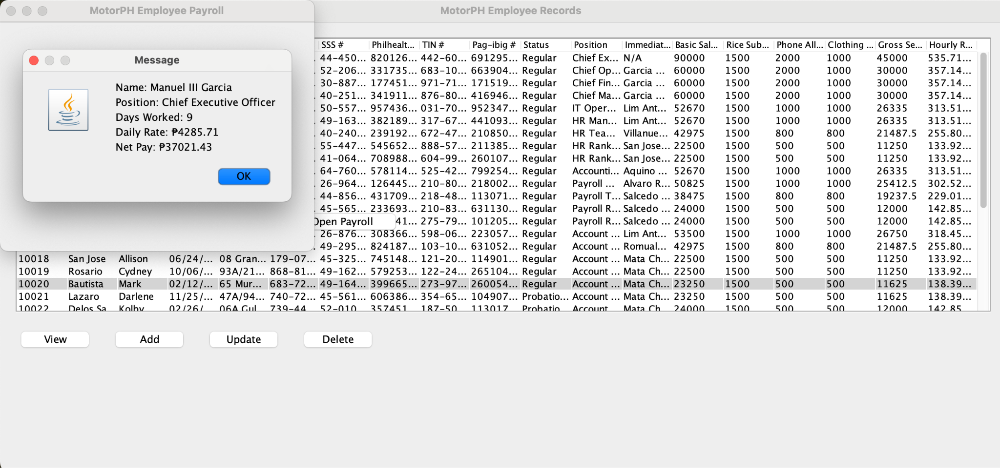 MotorPH Employee Payroll
MotorPH Employee Records
Message
Name: Manuel III Garcia
Position: Chief Executive Officer
Days Worked: 9
Daily Rate: ₱4285.71
Net Pay: ₱37021.43
OK
SSS # Philhealt... TIN # Pag-ibig # Status Position Immediat... Basic Sal... Rice Sub... Phone All... Clothing ... Gross Se... Hourly R...
44-450... 820126... 442-60... 691295... Regular Chief Ex... N/A 90000 1500 2000 1000 45000 535.71...
52-206... 331735... 683-10... 663904... Regular Chief Op... Garcia ... 60000 1500 2000 1000 30000 357.14...
30-887... 177451... 971-71... 171519... Regular Chief Fin... Garcia ... 60000 1500 2000 1000 30000 357.14...
40-251... 341911... 876-80... 416946... Regular Chief Ma... Garcia ... 60000 1500 2000 1000 30000 357.14...
50-557... 957436... 031-70... 952347... Regular IT Oper... Lim Ant... 52670 1500 1000 1000 26335 313.51...
49-163... 382189... 317-67... 441093... Regular HR Man... Lim Ant... 52670 1500 1000 1000 26335 313.51...
40-240... 239192... 672-47... 210850... Regular HR Tea... Villanue... 42975 1500 800 800 21487.5 255.80...
55-447... 545652... 888-57... 211385... Regular HR Rank... San Jose... 22500 1500 500 500 11250 133.92...
41-064... 708988... 604-99... 260107... Regular HR Rank... San Jose... 22500 1500 500 500 11250 133.92...
64-760... 578114... 525-42... 799254... Regular Accounti... Aquino ... 52670 1500 1000 1000 26335 313.51...
26-964... 126445... 210-80... 218002... Regular Payroll ... Alvaro R... 50825 1500 1000 1000 25412.5 302.52...
44-856... 431709... 218-48... 113071... Regular Payroll T... Salcedo ... 38475 1500 800 800 19237.5 229.01...
45-565... 233693... 210-83... 631130... Regular Payroll R... Salcedo ... 24000 1500 500 500 12000 142.85...
Open Payroll 41... 275-79... 101205... Regular Payroll R... Salcedo ... 24000 1500 500 500 12000 142.85...
26-876... 308366... 598-06... 223057... Regular Account ... Lim Ant... 53500 1500 1000 1000 26750 318.45...
49-295... 824187... 103-10... 631052... Regular Account ... Romual... 42975 1500 800 800 21487.5 255.80...
10018 San Jose Allison 06/24/... 08 Gran... 179-07... 45-325... 745148... 121-20... 114901... Regular Account ... Mata Ch... 22500 1500 500 500 11250 133.92...
10019 Rosario Cydney 10/06/... 93A/21... 868-81... 49-162... 579253... 122-24... 265104... Regular Account ... Mata Ch... 22500 1500 500 500 11250 133.92...
10020 Bautista Mark 02/12/... 65 Mur... 683-72... 49-164... 399665... 273-97... 260054... Regular Account ... Mata Ch... 23250 1500 500 500 11625 138.39...
10021 Lazaro Darlene 11/25/... 47A/94... 740-72... 45-561... 606386... 354-65... 104907... Probatio... Account ... Mata Ch... 23250 1500 500 500 11625 138.39...
10022 Delos Sa Kolby 02/26/ 06A Gul 739-44 52-010 357451 187-50 113017 Probatio Account Mata Ch 24000 1500 500 500 12000 142.85
View Add Update Delete